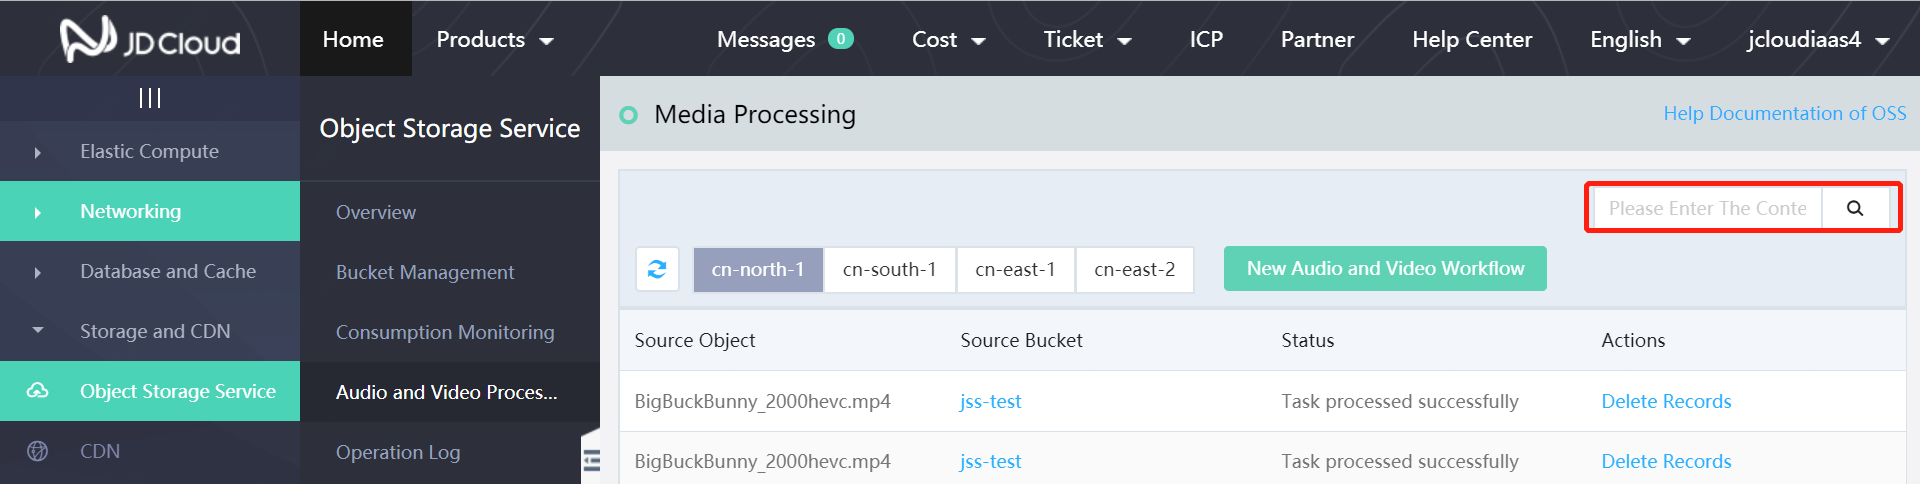 JD Cloud
Home
Products
Messages 0
Cost
Ticket
ICP
Partner
Help Center
English
jcloudiaas4
Elastic Compute
Networking
Database and Cache
Storage and CDN
Object Storage Service
CDN
Object Storage Service
Overview
Bucket Management
Consumption Monitoring
Audio and Video Proces...
Operation Log
Media Processing
Help Documentation of OSS
Please Enter The Conte
cn-north-1
cn-south-1
cn-east-1
cn-east-2
New Audio and Video Workflow
Source Object Source Bucket Status Actions
BigBuckBunny_2000hevc.mp4 jss-test Task processed successfully Delete Records
BigBuckBunny_2000hevc.mp4 jss-test Task processed successfully Delete Records